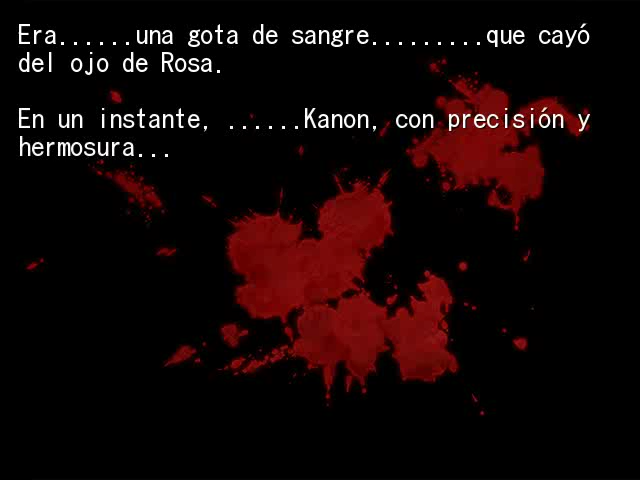 Era......una gota de sangre.........que cayó
del ojo de Rosa.
En un instante, ......Kanon, con precisión y
hermosura...